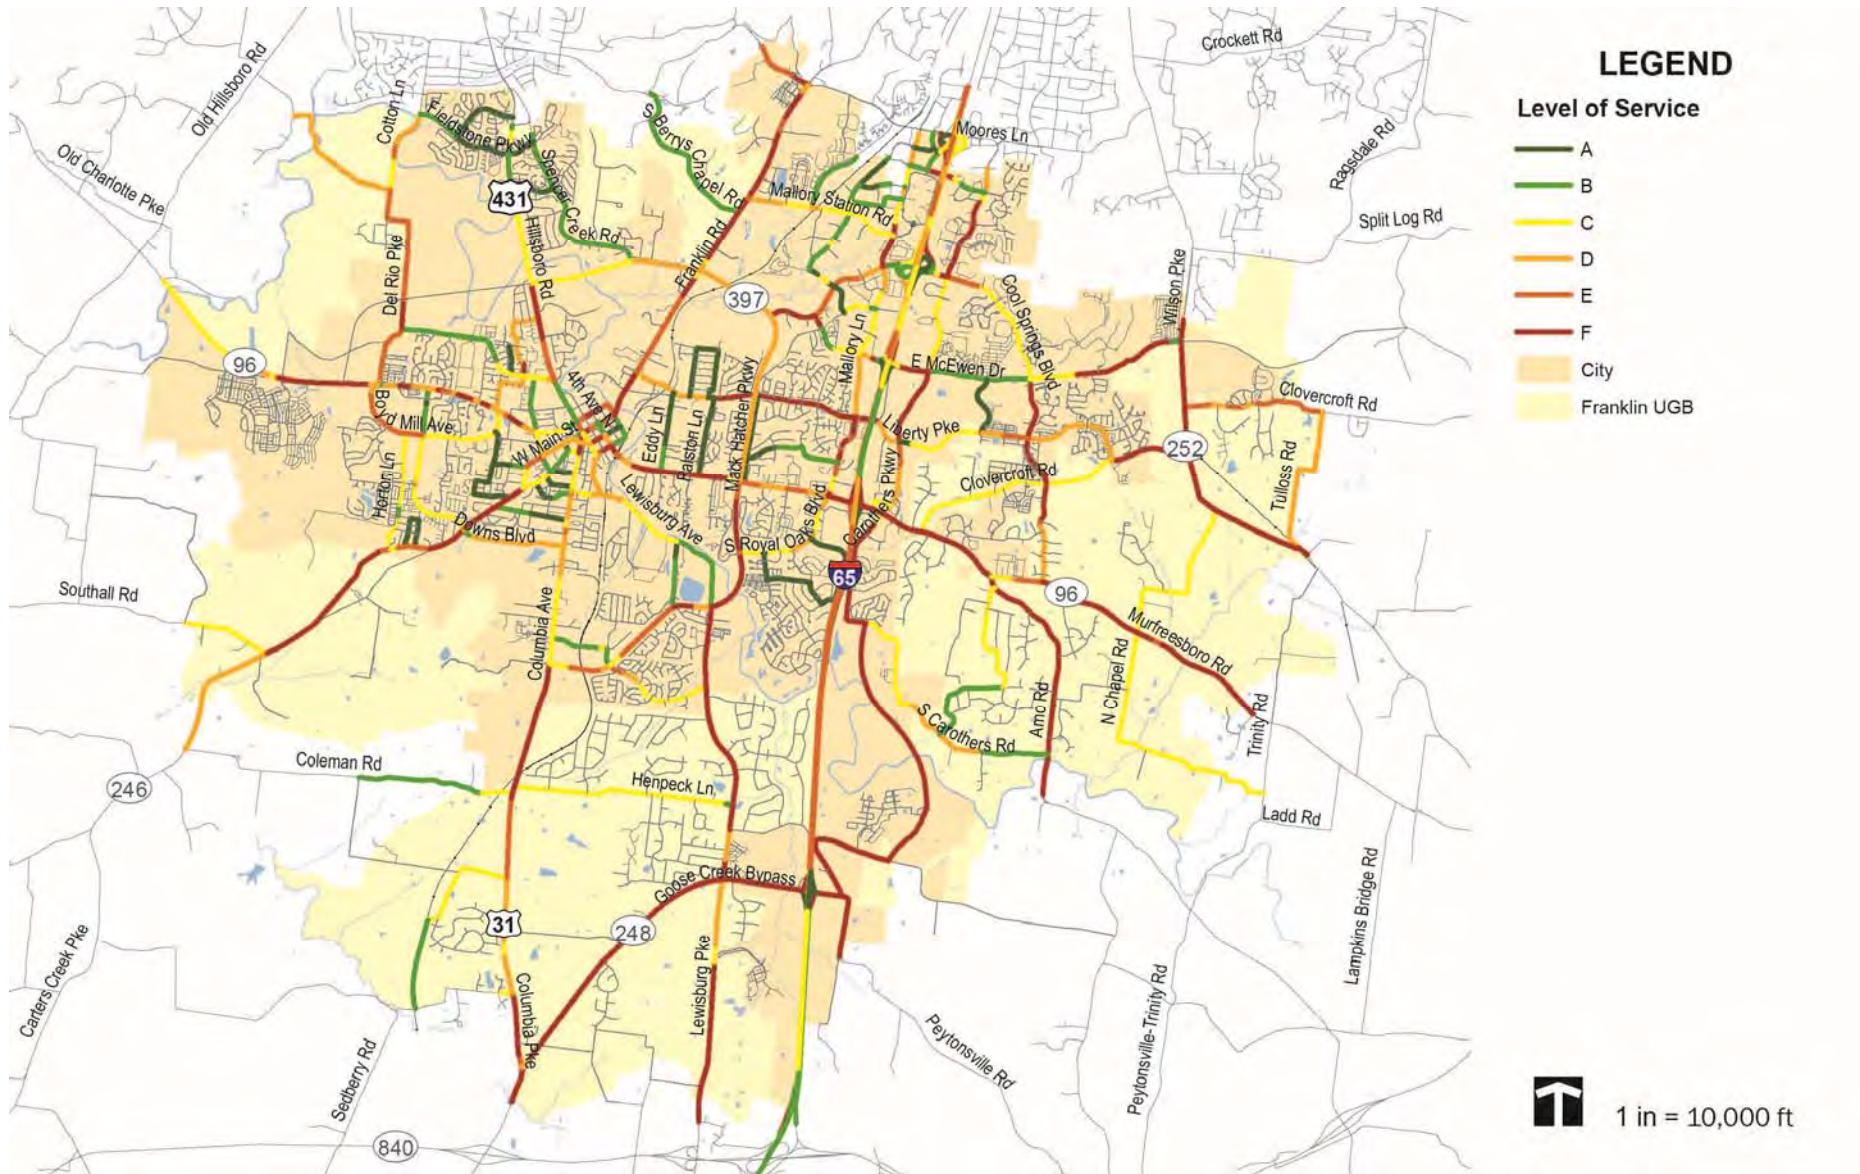 Crockett Rd
Old Hillsboro Rd
Cotton Ln
Fieldstone Pkwy
S Berrys Chapel Rd
Moores Ln
Ragsdale Rd
Old Charlotte Pke
Spencer Creek Rd
431
Mallory Station Rd
Split Log Rd
Hillsboro Rd
Franklin Rd
Del Rio Pke
Wilson Pke
397
Cool Springs Blvd
Mallory Ln
96
E McEwen Dr
4th Ave N
Mack Hatcher Pkwy
Clovercroft Rd
Boyd Mill Ave
W Main St
Eddy Ln
Ralston Ln
Liberty Pke
252
Horton Ln
Lewisburg Ave
Carothers Pkwy
Clovercroft Rd
Tulloss Rd
Downs Blvd
S Royal Oaks Blvd
65
Southall Rd
96
Columbia Ave
Murfreesboro Rd
N Chapel Rd
Arno Rd
S Carothers Rd
Trinity Rd
Coleman Rd
Henpeck Ln
246
Ladd Rd
Goose Creek Bypass
Lampkins Bridge Rd
31
248
Carters Creek Pke
Columbia Pke
Lewisburg Pke
Peytonsville Rd
Peytonsville-Trinity Rd
Sedberry Rd
840
LEGEND
Level of Service
A
B
C
D
E
F
City
Franklin UGB
1 in = 10,000 ft